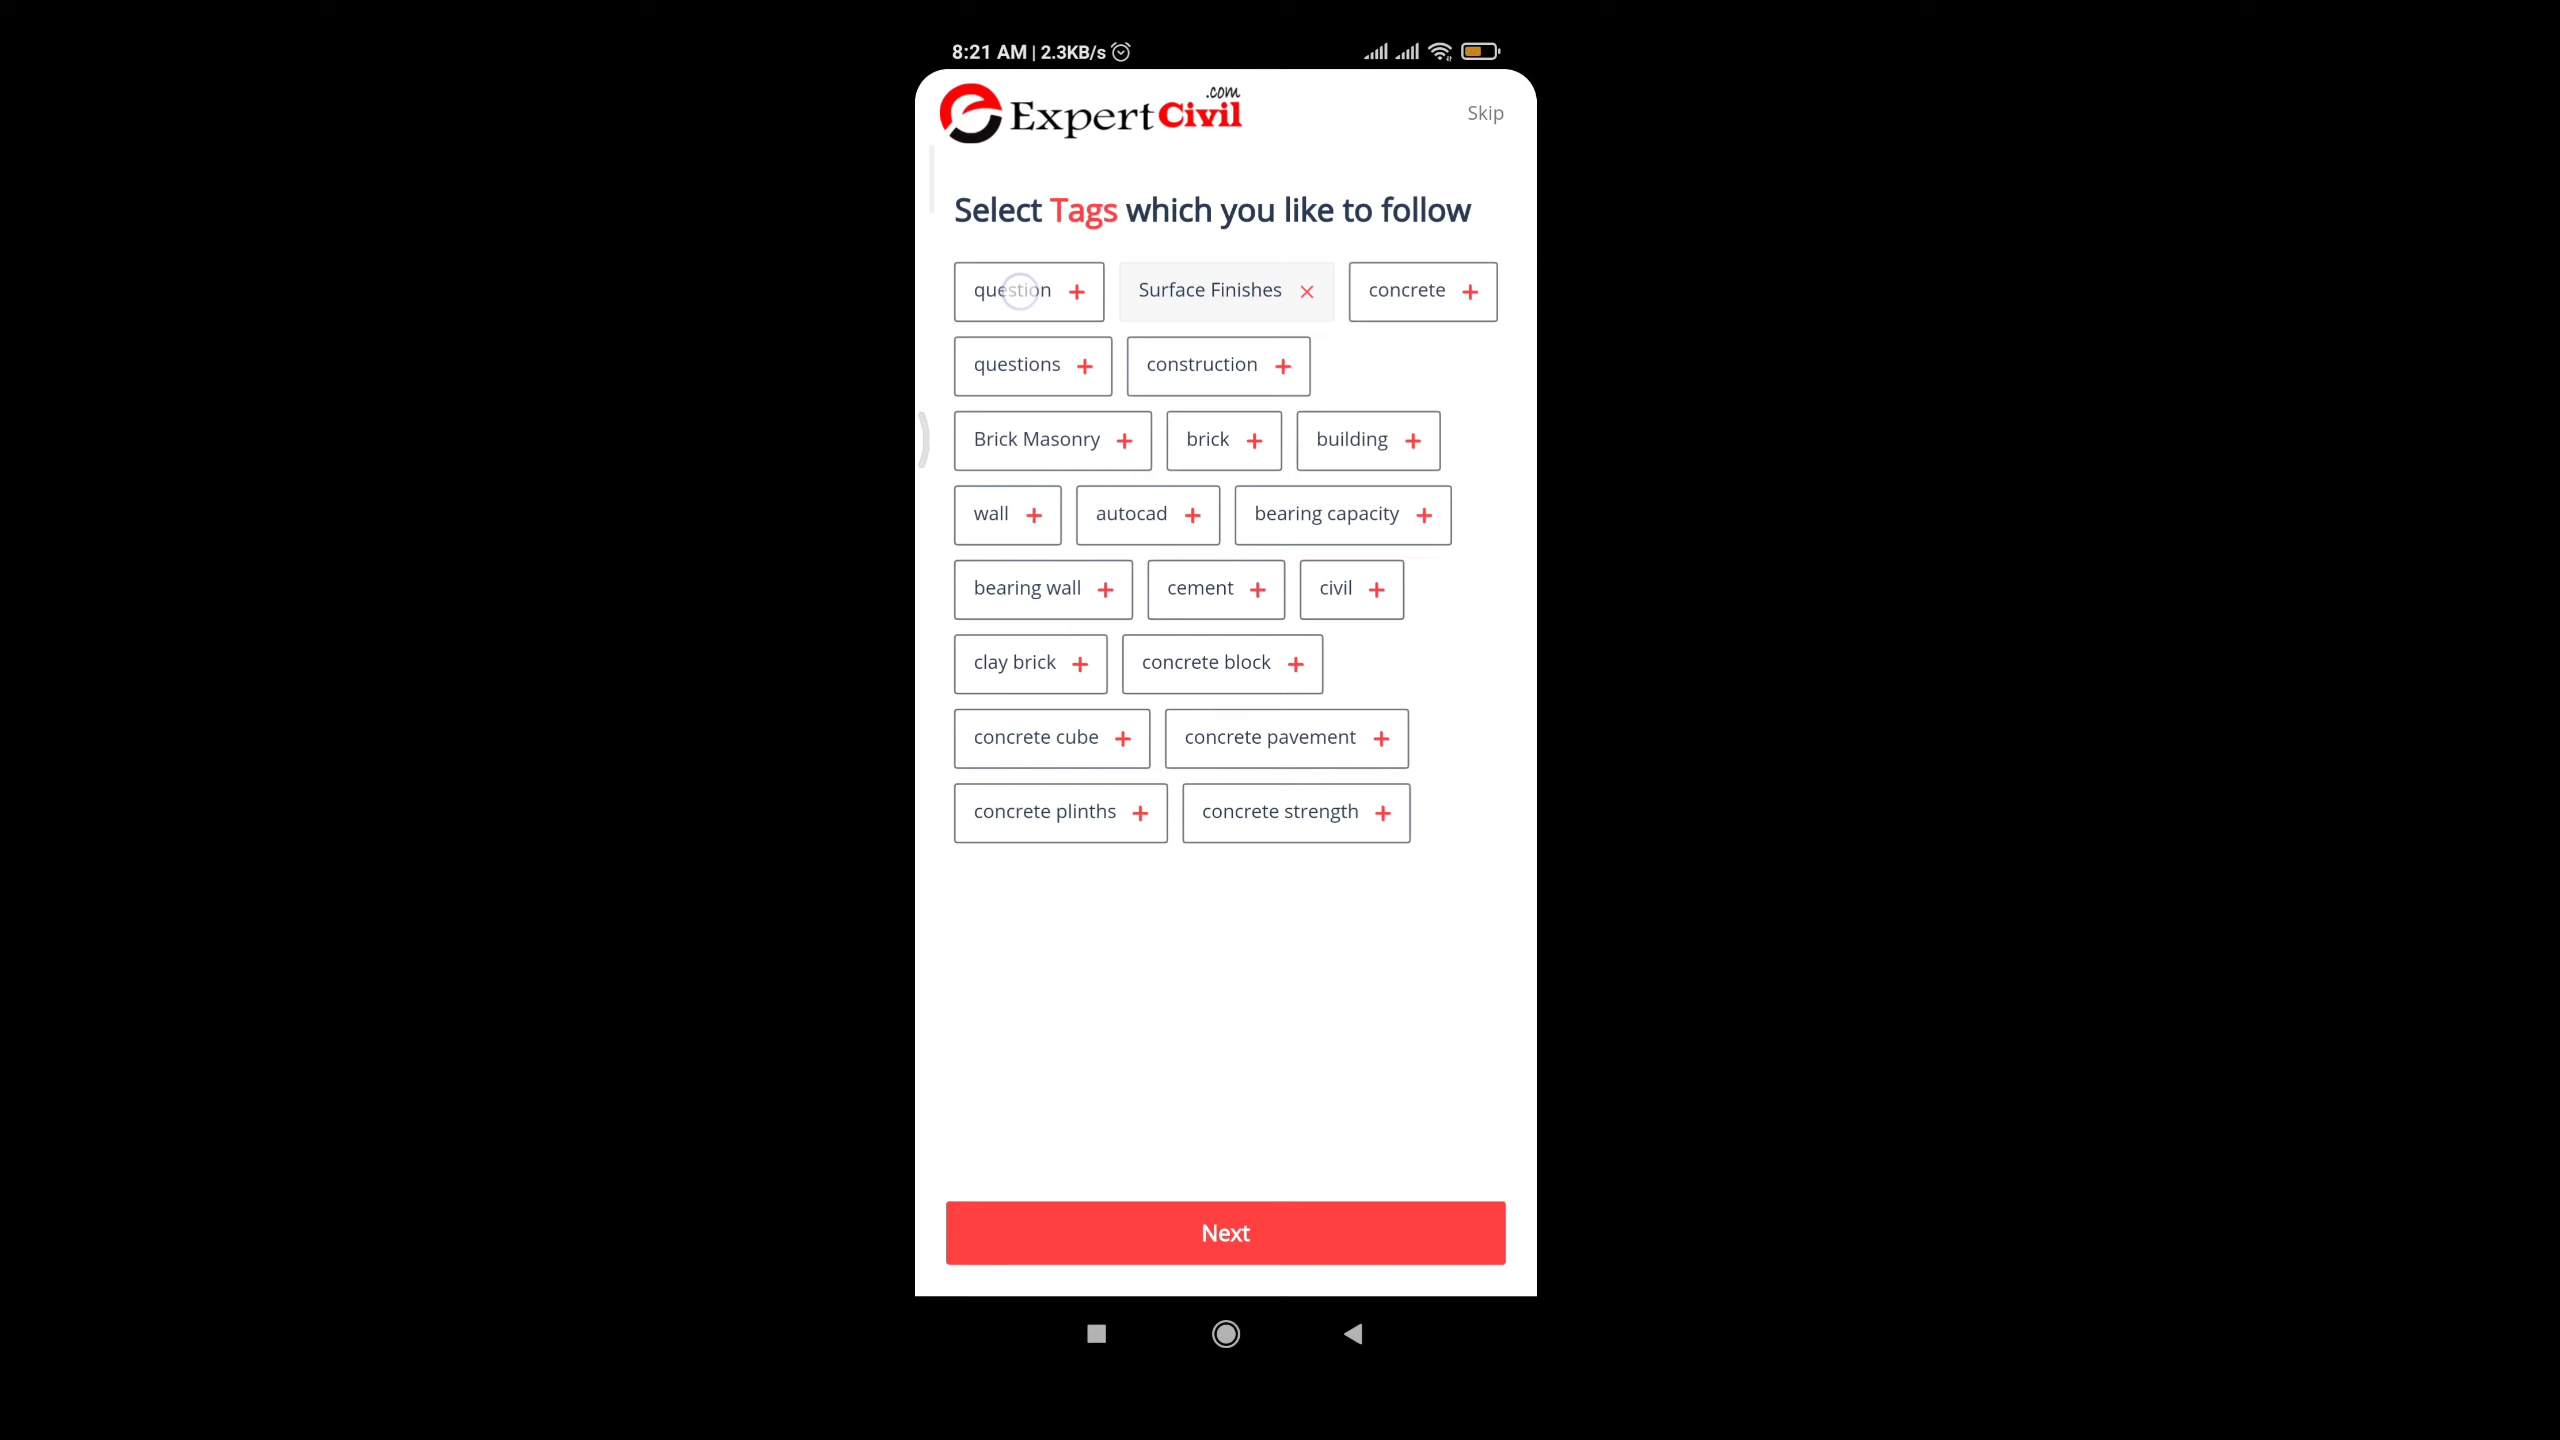 8:21 AM | 2.3KB/s
Expert Civil .com
Skip
Select Tags which you like to follow
question + Surface Finishes × concrete +
questions + construction +
Brick Masonry + brick + building +
wall + autocad + bearing capacity +
bearing wall + cement + civil +
clay brick + concrete block +
concrete cube + concrete pavement +
concrete plinths + concrete strength +
Next